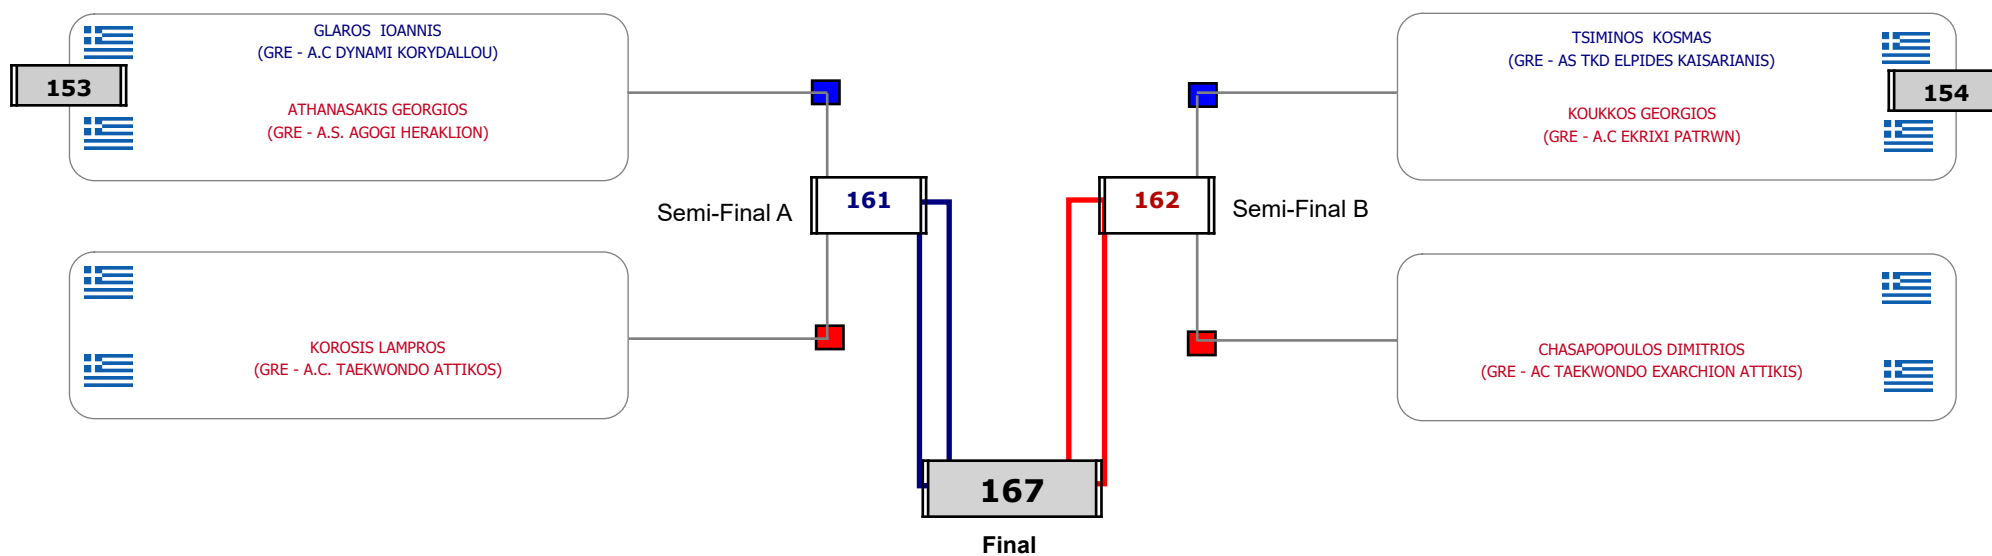 GLAROS IOANNIS
(GRE - A.C DYNAMI KORYDALLOU)
153
ATHANASAKIS GEORGIOS
(GRE - A.S. AGOGI HERAKLION)
TSIMINOS KOSMAS
(GRE - AS TKD ELPIDES KAISARIANIS)
154
KOUKKOS GEORGIOS
(GRE - A.C EKRIXI PATRWN)
Semi-Final A
161
162
Semi-Final B
KOROSIS LAMPROS
(GRE - A.C. TAEKWONDO ATTIKOS)
CHASAPOPOULOS DIMITRIOS
(GRE - AC TAEKWONDO EXARCHION ATTIKIS)
167
Final